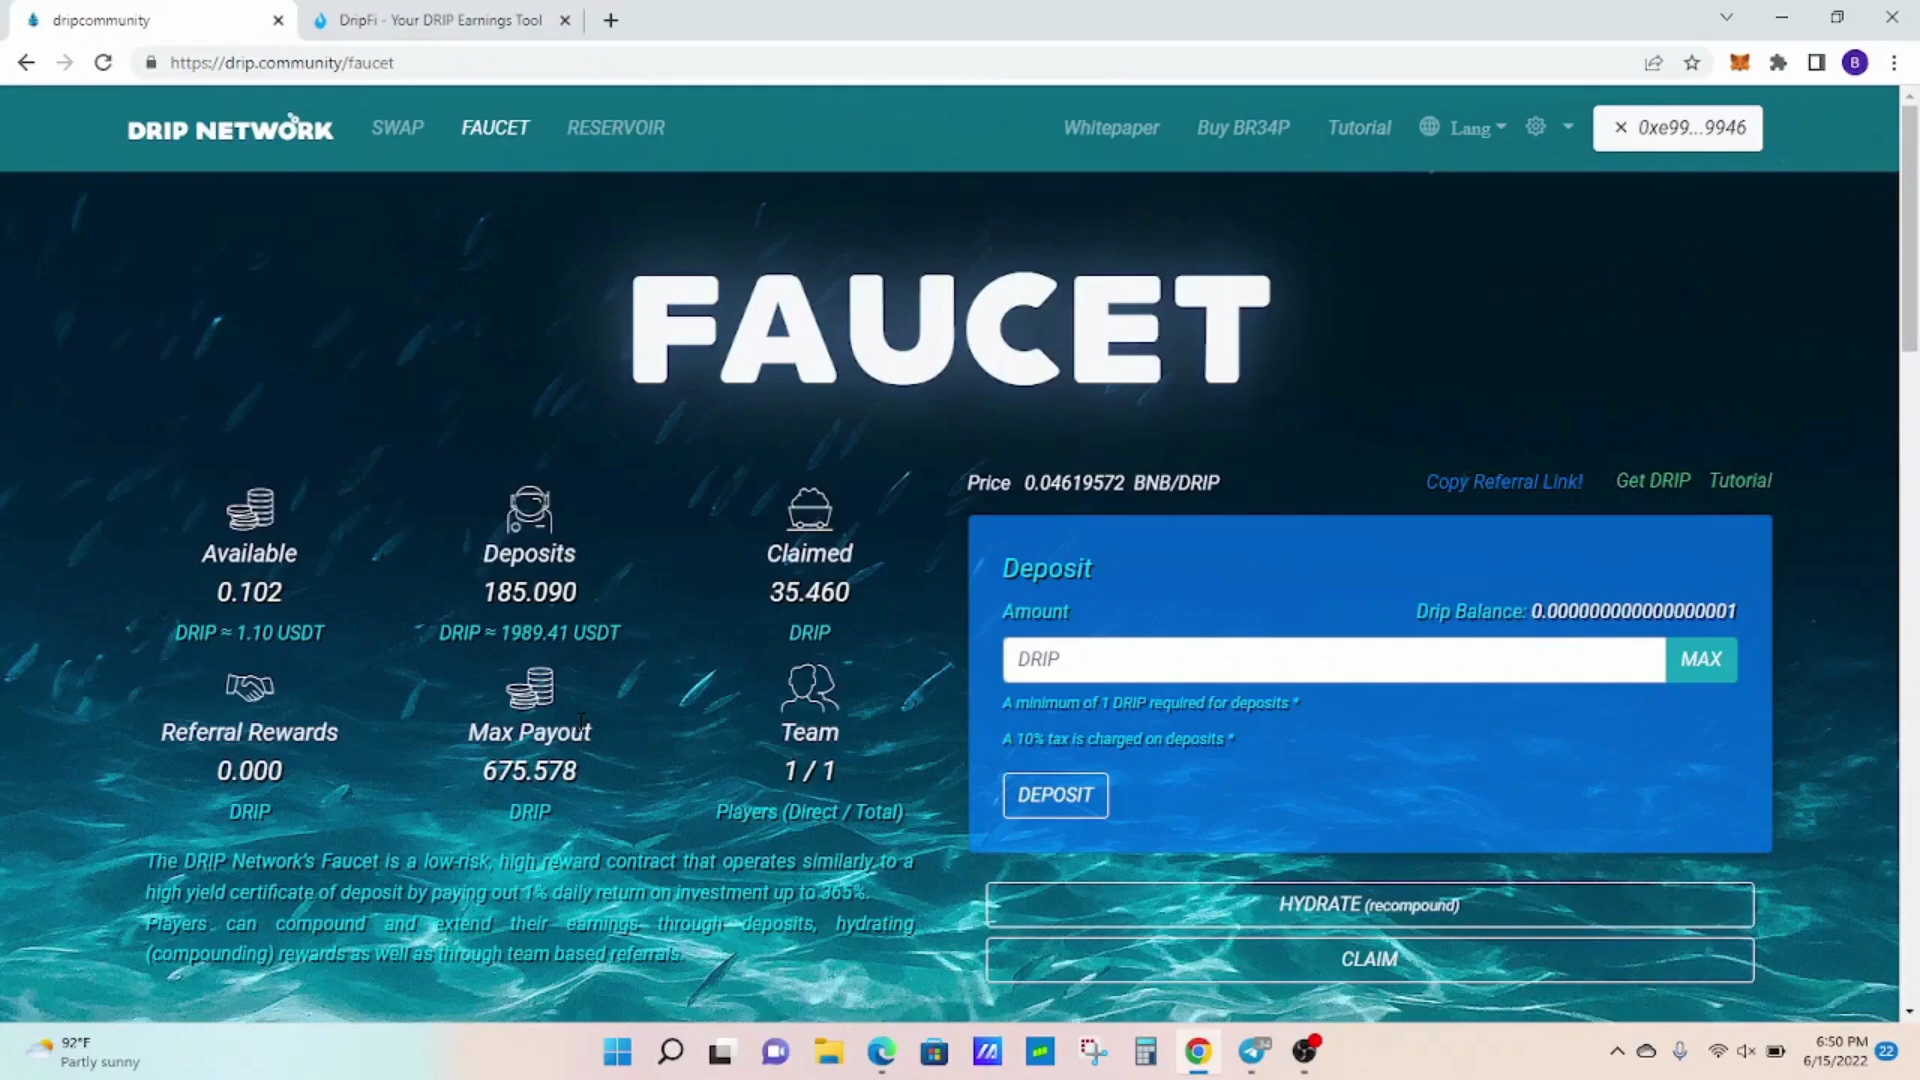 dripcommunity
DripFi - Your DRIP Earnings Tool
https://drip.community/faucet
B
DRIP NETWORK
SWAP
FAUCET
RESERVOIR
Whitepaper
Buy BR34P
Tutorial
Lang
× 0xe99...9946
FAUCET
Available
0.102
DRIP ≈ 1.10 USDT
Deposits
185.090
DRIP ≈ 1989.41 USDT
Claimed
35.460
DRIP
Referral Rewards
0.000
DRIP
Max Payout
675.578
DRIP
Team
1 / 1
Players (Direct / Total)
The DRIP Network's Faucet is a low-risk, high reward contract that operates similarly to a
high yield certificate of deposit by paying out 1% daily return on investment up to 365%.
Players can compound and extend their earnings through deposits, hydrating
(compounding) rewards as well as through team based referrals.
Price 0.04619572 BNB/DRIP
Copy Referral Link!
Get DRIP
Tutorial
Deposit
Amount
Drip Balance: 0.000000000000000001
DRIP
MAX
A minimum of 1 DRIP required for deposits *
A 10% tax is charged on deposits *
DEPOSIT
HYDRATE (recompound)
CLAIM
92°F
Partly sunny
6:50 PM
6/15/2022
22